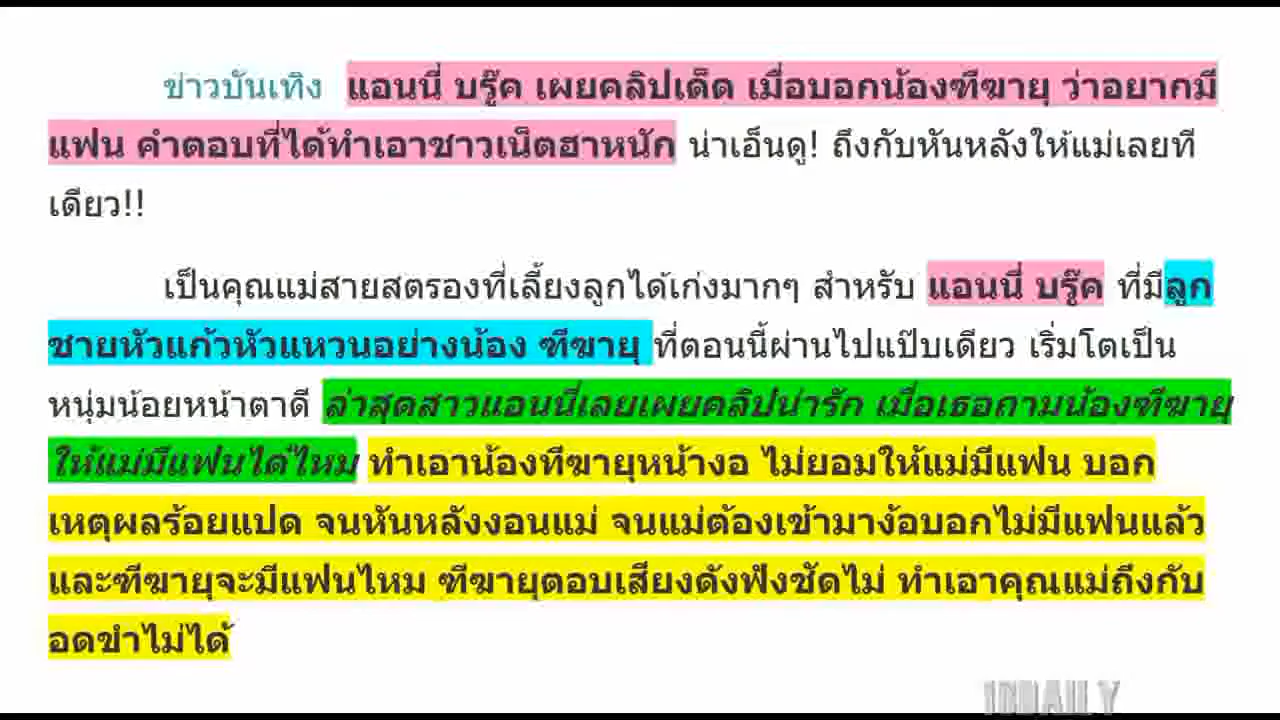 ข่าวบันเทิง แอนนี่ บรู๊ค เผยคลิปเด็ด เมื่อบอกน้องฑีฆายุ ว่าอยากมี
แฟน คำตอบที่ได้ทำเอาชาวเน็ตฮาหนัก น่าเอ็นดู! ถึงกับหันหลังให้แม่เลยที
เดียว!!
เป็นคุณแม่สายสตรองที่เลี้ยงลูกได้เก่งมากๆ สำหรับ แอนนี่ บรู๊ค ที่มีลูก
ชายหัวแก้วหัวแหวนอย่างน้อง ฑีฆายุ ที่ตอนนี้ผ่านไปแป๊บเดียว เริ่มโตเป็น
หนุ่มน้อยหน้าตาดี ล่าสุดสาวแอนนี่เลยเผยคลิปน่ารัก เมื่อเธอถามน้องฑีฆายุ
ให้แม่มีแฟนได้ไหม ทำเอาน้องทีฆายุหน้างอ ไม่ยอมให้แม่มีแฟน บอก
เหตุผลร้อยแปด จนหันหลังงอนแม่ จนแม่ต้องเข้ามาง้อบอกไม่มีแฟนแล้ว
และฑีฆายุจะมีแฟนไหม ฑีฆายุตอบเสียงดังฟังชัดไม่ ทำเอาคุณแม่ถึงกับ
อดขำไม่ได้